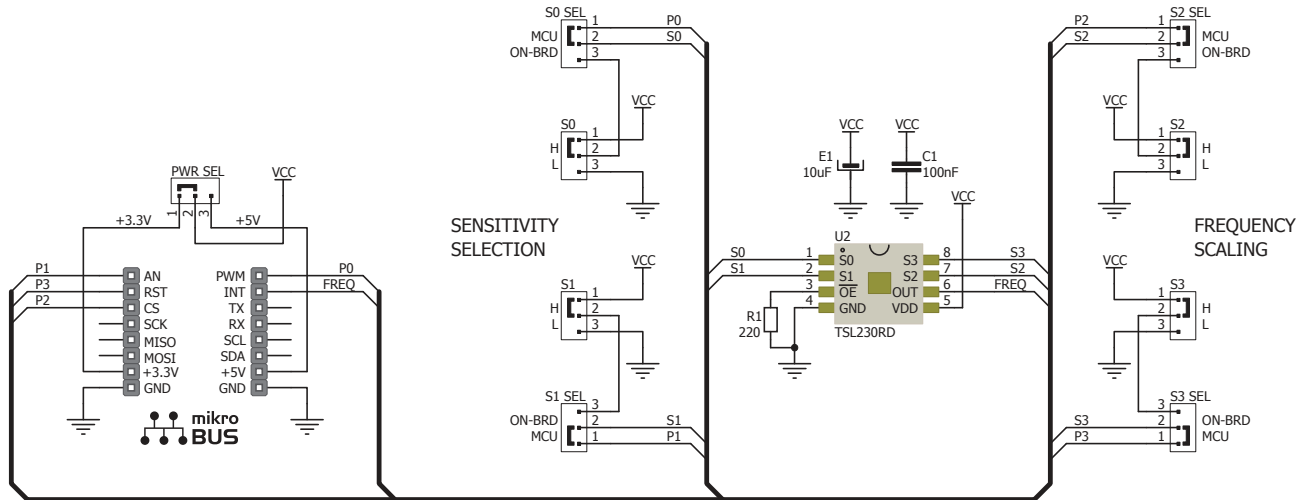 S0 SEL
1 P0
MCU 2 S0
ON-BRD 3
VCC
S0
1
H 2
L 3
SENSITIVITY
SELECTION
S1
VCC
1
H 2
L 3
S1 SEL
3
ON-BRD 2 S1
MCU 1 P1
PWR SEL
VCC
1 2 3
+3.3V +5V
P1 AN PWM P0
P3 RST INT FREQ
P2 CS TX
SCK RX
MISO SCL
MOSI SDA
+3.3V +5V
GND GND
mikro
BUS
VCC VCC
E1 C1
10uF 100nF
VCC
U2
S0 1 S0 S3 8 S3
S1 2 S1 S2 7 S2
3 OE OUT 6 FREQ
4 GND VDD 5
R1
220
TSL230RD
S2 SEL
P2 1
S2 2 MCU
3 ON-BRD
VCC
S2
1
2 H
3 L
FREQUENCY
SCALING
VCC
S3
1
2 H
3 L
S3 SEL
3
S3 2 ON-BRD
P3 1 MCU